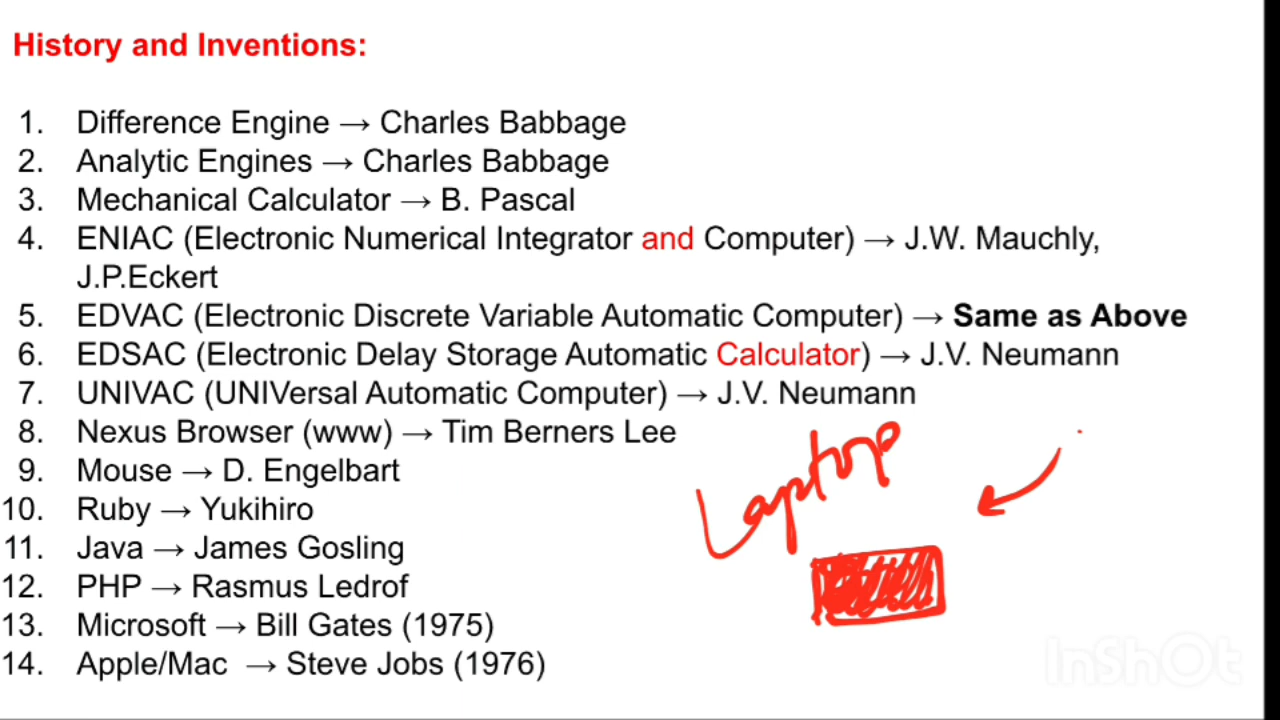 History and Inventions:
1. Difference Engine → Charles Babbage
2. Analytic Engines → Charles Babbage
3. Mechanical Calculator → B. Pascal
4. ENIAC (Electronic Numerical Integrator and Computer) → J.W. Mauchly,
J.P.Eckert
5. EDVAC (Electronic Discrete Variable Automatic Computer) → Same as Above
6. EDSAC (Electronic Delay Storage Automatic Calculator) → J.V. Neumann
7. UNIVAC (UNIVersal Automatic Computer) → J.V. Neumann
8. Nexus Browser (www) → Tim Berners Lee
9. Mouse → D. Engelbart
Laptop
10. Ruby → Yukihiro
11. Java → James Gosling
12. PHP → Rasmus Ledrof
13. Microsoft → Bill Gates (1975)
14. Apple/Mac → Steve Jobs (1976)
InShOt